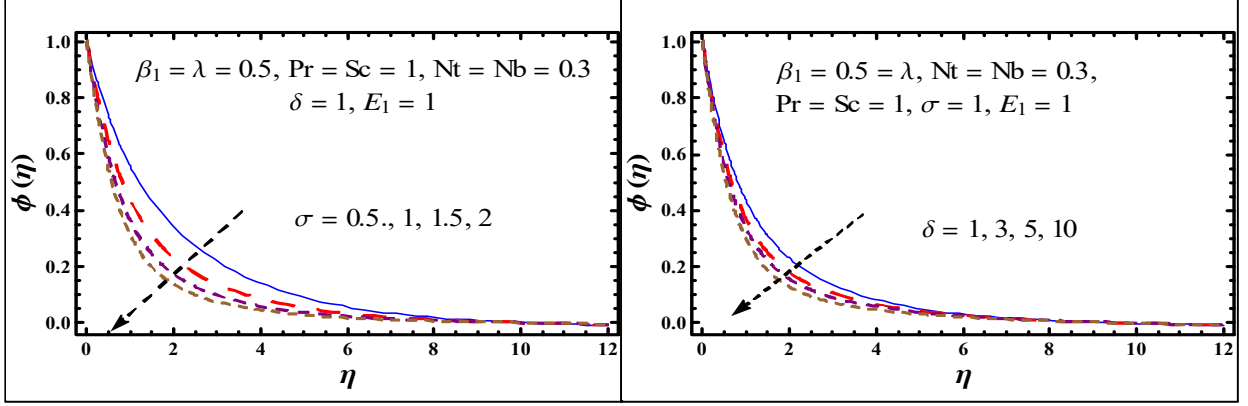 1.0
0.8
0.6
0.4
0.2
0.0
ϕ (η)
β₁ = λ = 0.5, Pr = Sc = 1, Nt = Nb = 0.3
δ = 1, E₁ = 1
σ = 0.5., 1, 1.5, 2
0 2 4 6 8 10 12
η
1.0
0.8
0.6
0.4
0.2
0.0
ϕ (η)
β₁ = 0.5 = λ, Nt = Nb = 0.3,
Pr = Sc = 1, σ = 1, E₁ = 1
δ = 1, 3, 5, 10
0 2 4 6 8 10 12
η